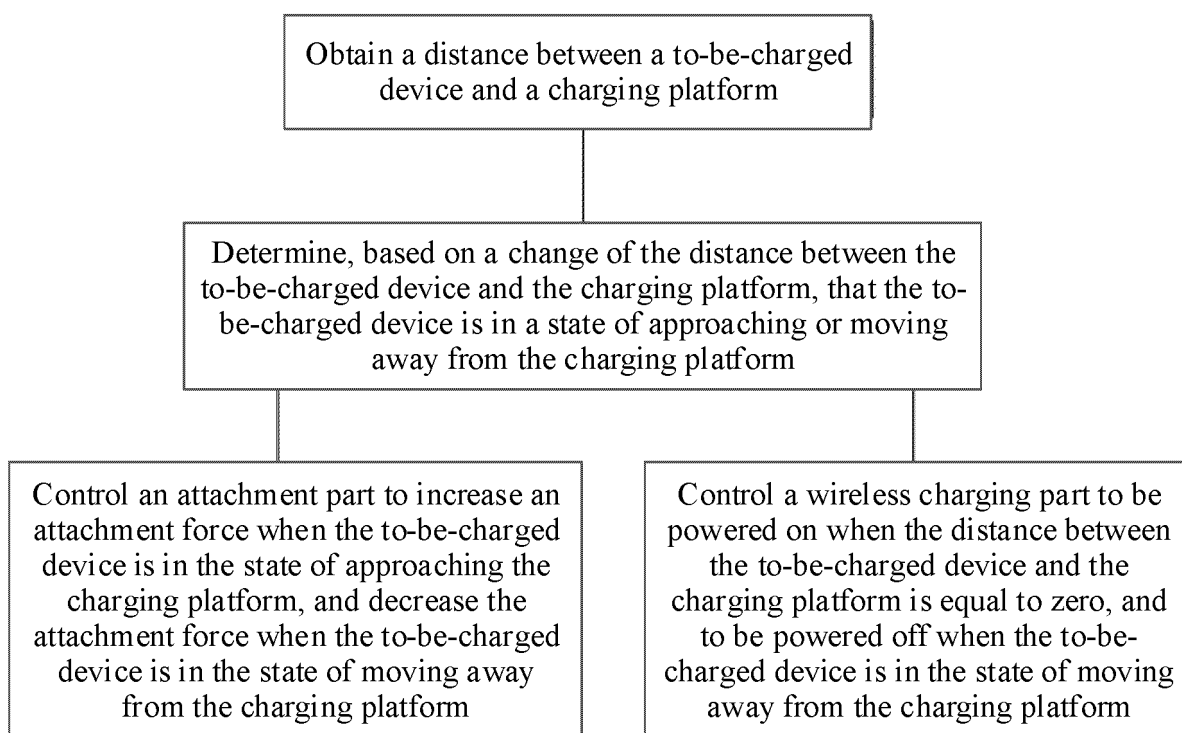 Obtain a distance between a to-be-charged
device and a charging platform
Determine, based on a change of the distance between the
to-be-charged device and the charging platform, that the to-
be-charged device is in a state of approaching or moving
away from the charging platform
Control an attachment part to increase an
attachment force when the to-be-charged
device is in the state of approaching the
charging platform, and decrease the
attachment force when the to-be-charged
device is in the state of moving away
from the charging platform
Control a wireless charging part to be
powered on when the distance between
the to-be-charged device and the
charging platform is equal to zero, and
to be powered off when the to-be-
charged device is in the state of moving
away from the charging platform